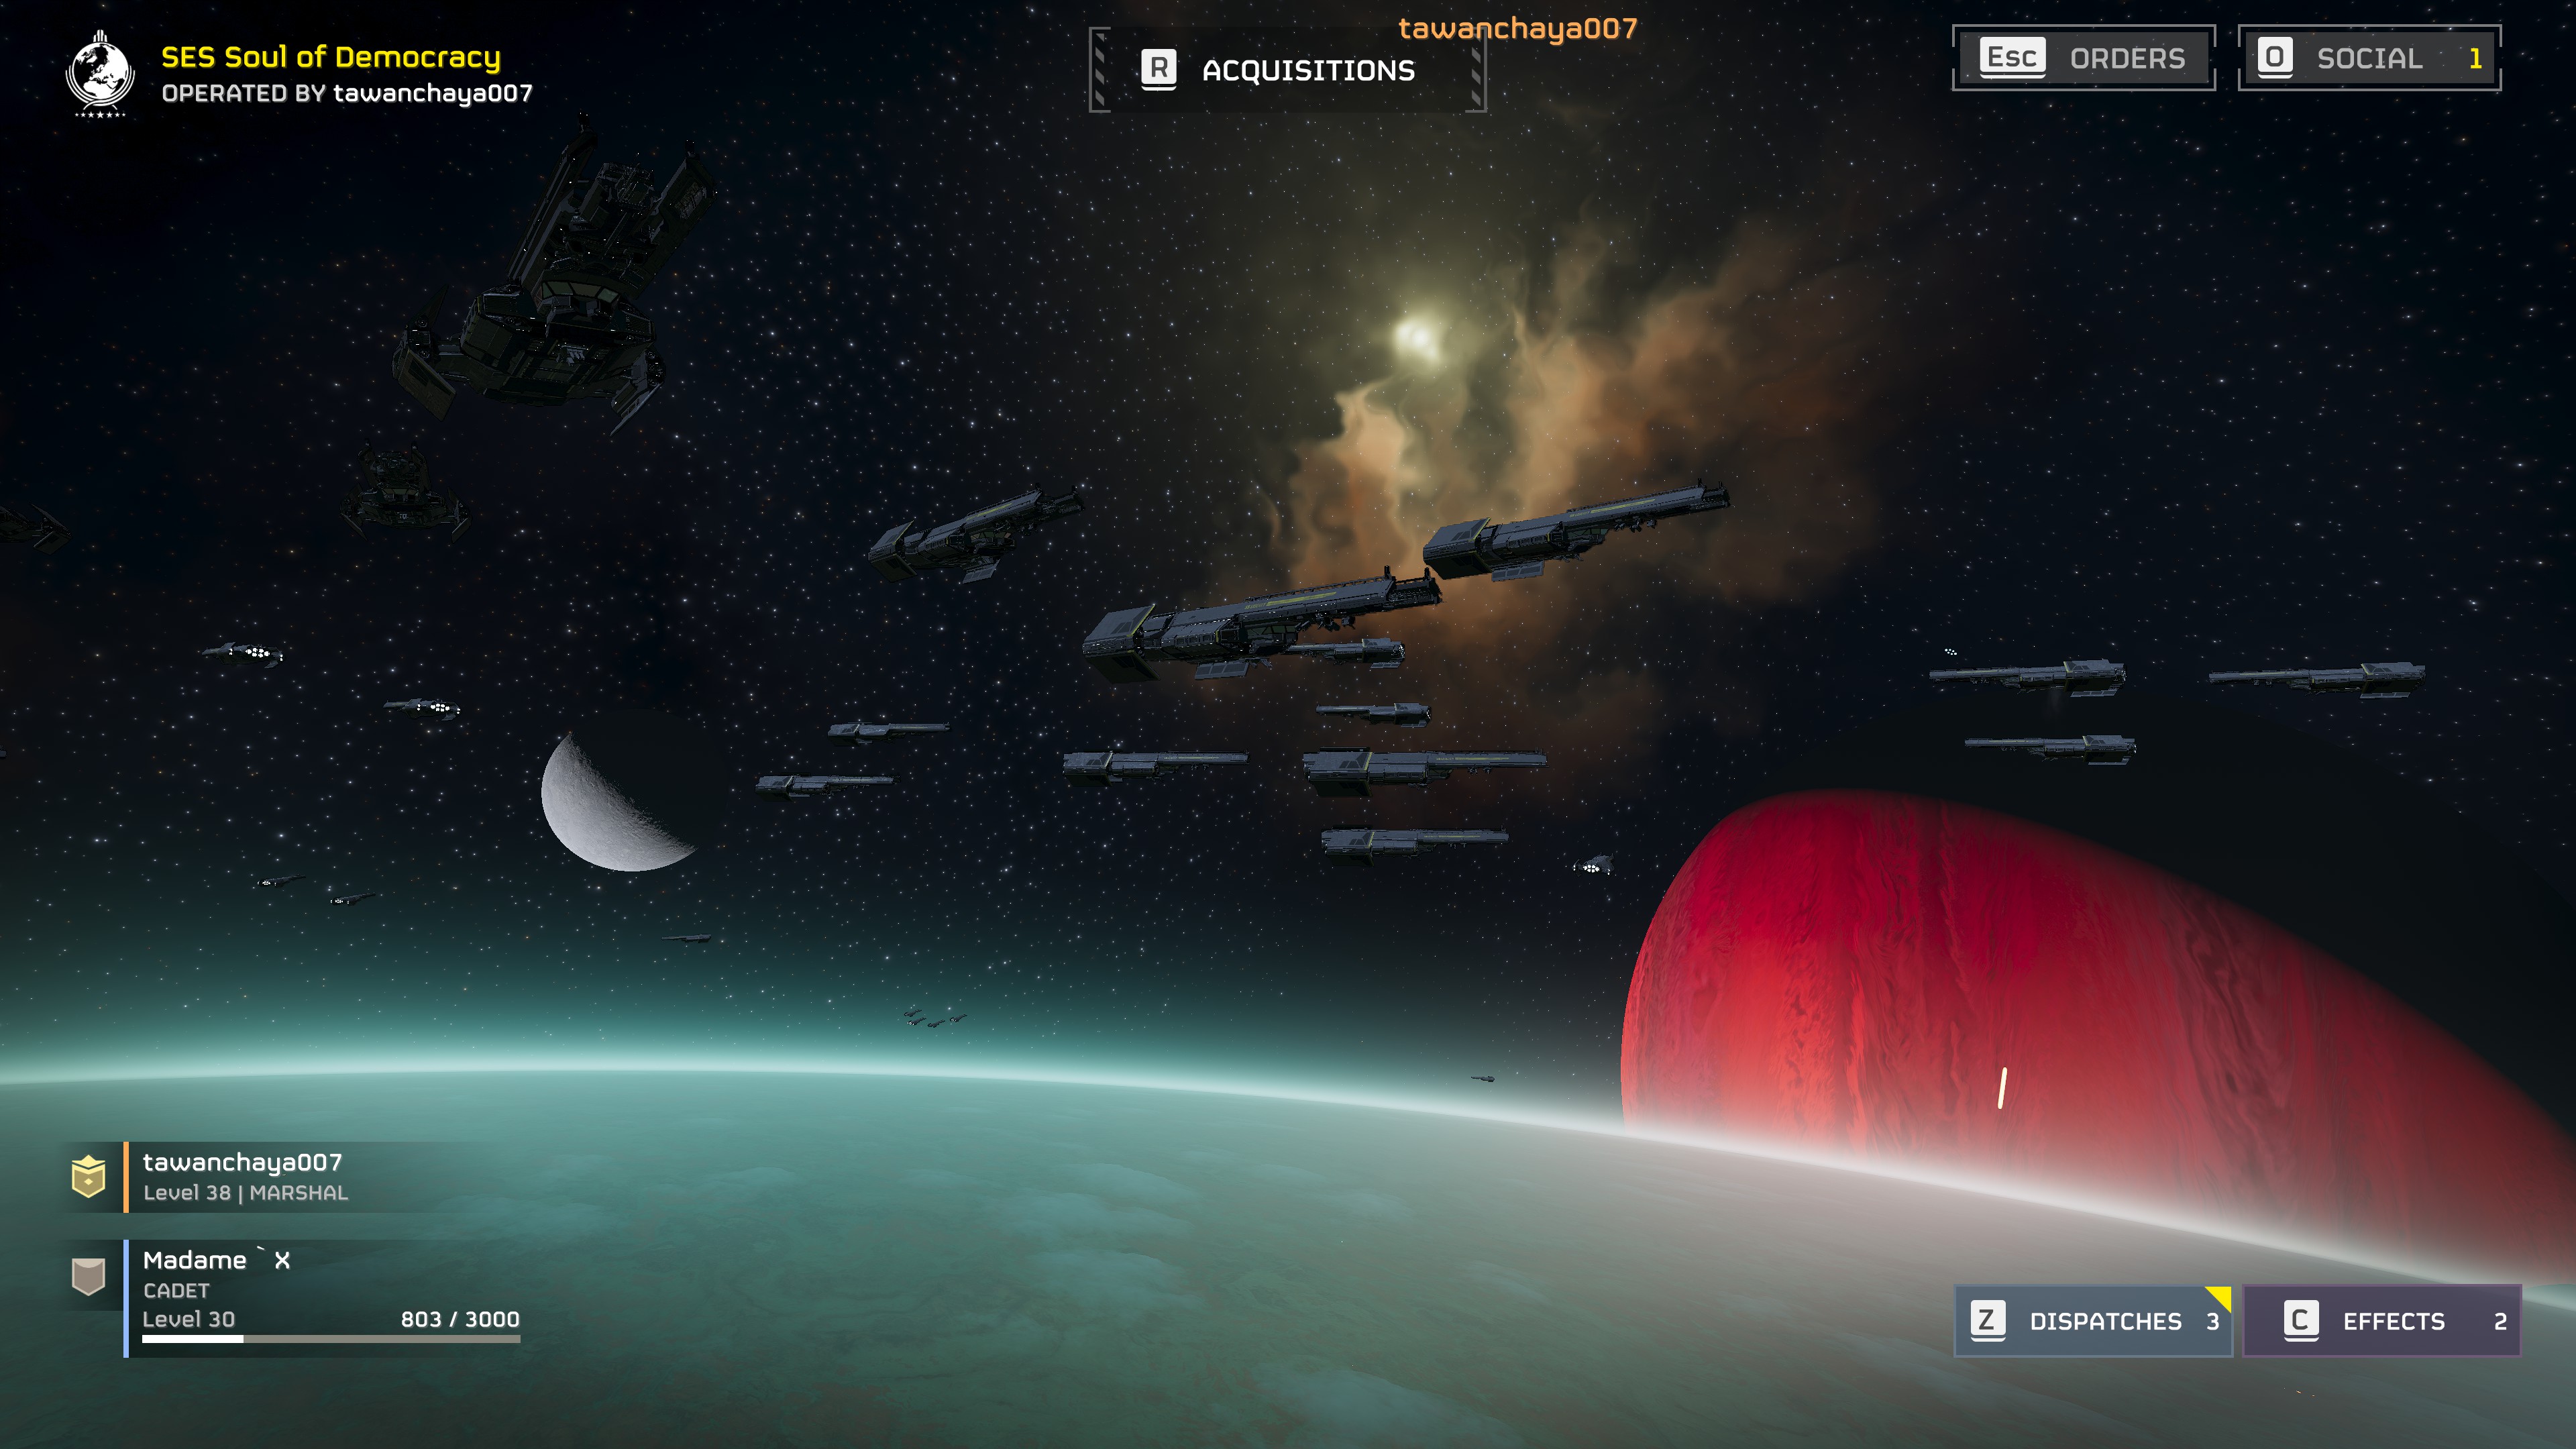 SES Soul of Democracy
OPERATED BY tawanchaya007
tawanchaya007
R ACQUISITIONS
Esc ORDERS
O SOCIAL 1
tawanchaya007
Level 38 | MARSHAL
Madame ` X
CADET
Level 30 803 / 3000
Z DISPATCHES 3
C EFFECTS 2